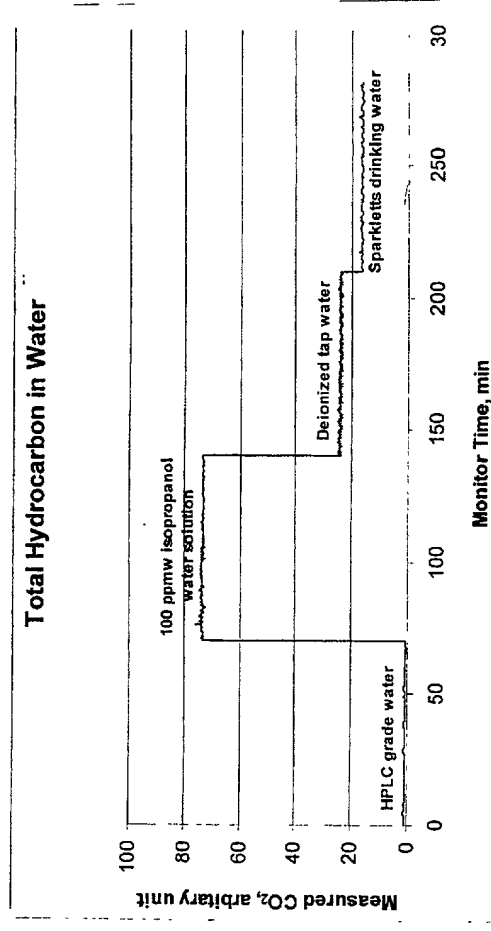 Total Hydrocarbon in Water
Measured CO₂, arbitary unit
100
80
60
40
20
0
HPLC grade water
100 ppmw isopropanol
water solution
Deionized tap water
Sparkletts drinking water
0
50
100
150
200
250
30
Monitor Time, min